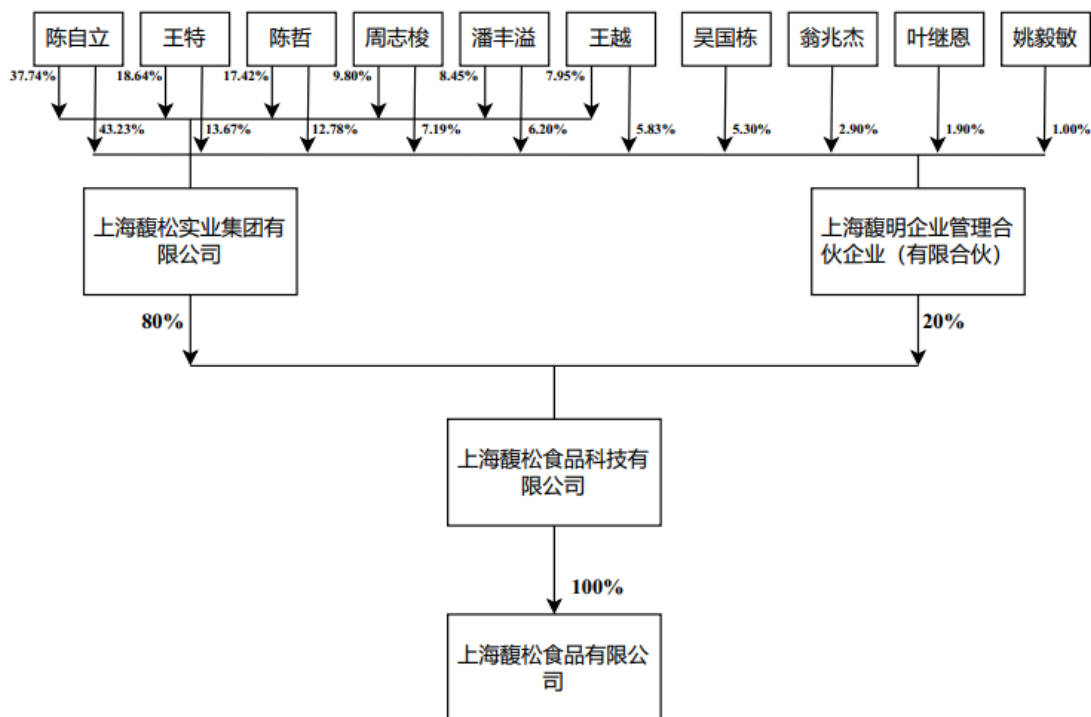 陈自立 王特 陈哲 周志梭 潘丰溢 王越 吴国栋 翁兆杰 叶继恩 姚毅敏
37.74% 18.64% 17.42% 9.80% 8.45% 7.95%
43.23% 13.67% 12.78% 7.19% 6.20% 5.83% 5.30% 2.90% 1.90% 1.00%
上海馥松实业集团有
限公司
上海馥明企业管理合
伙企业（有限合伙）
80% 20%
上海馥松食品科技有
限公司
100%
上海馥松食品有限公
司